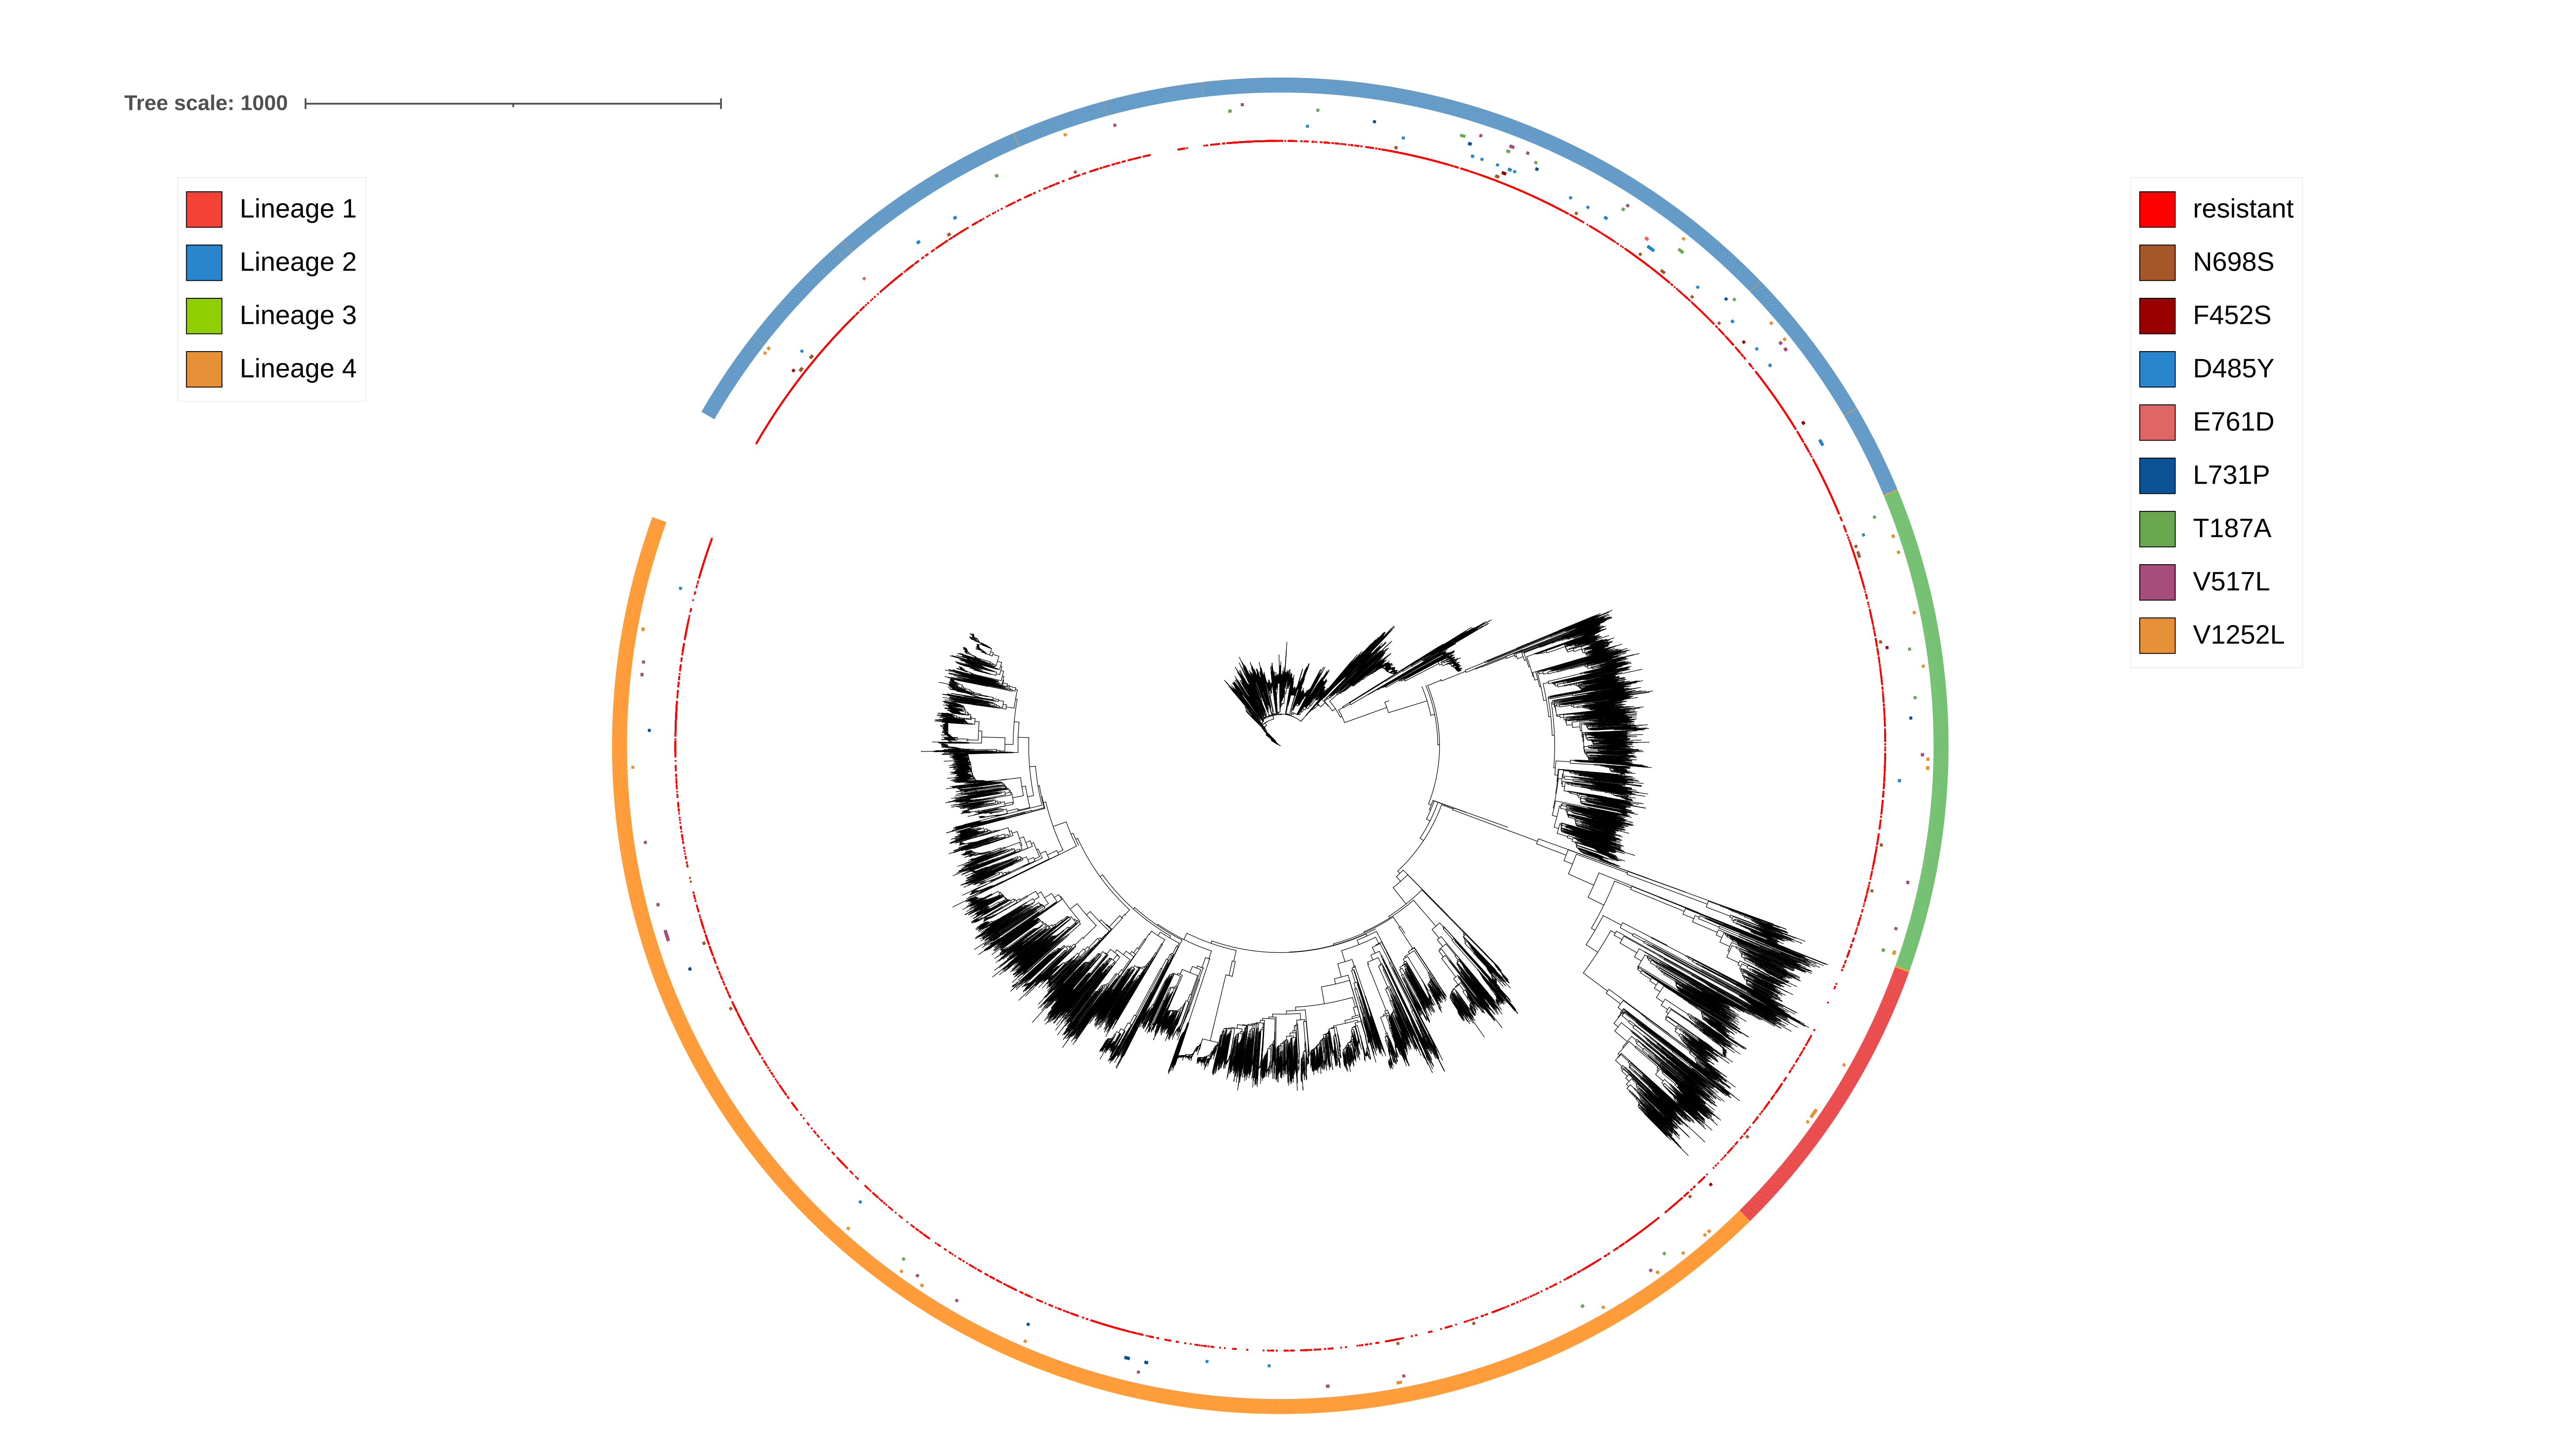 Tree scale: 1000
Lineage 1
Lineage 2
Lineage 3
Lineage 4
resistant
N698S
F452S
D485Y
E761D
L731P
T187A
V517L
V1252L